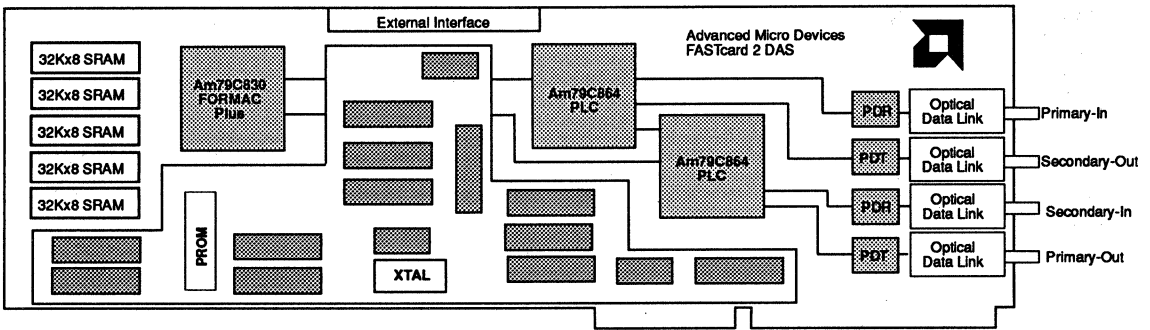 External Interface
Advanced Micro Devices
FASTcard 2 DAS
32Kx8 SRAM
32Kx8 SRAM
32Kx8 SRAM
32Kx8 SRAM
32Kx8 SRAM
Am79C830
FORMAC
Plus
Am79C864
PLC
Am79C864
PLC
PDR
Optical
Data Link
Primary-In
PDT
Optical
Data Link
Secondary-Out
PDR
Optical
Data Link
Secondary-In
PDT
Optical
Data Link
Primary-Out
PROM
XTAL